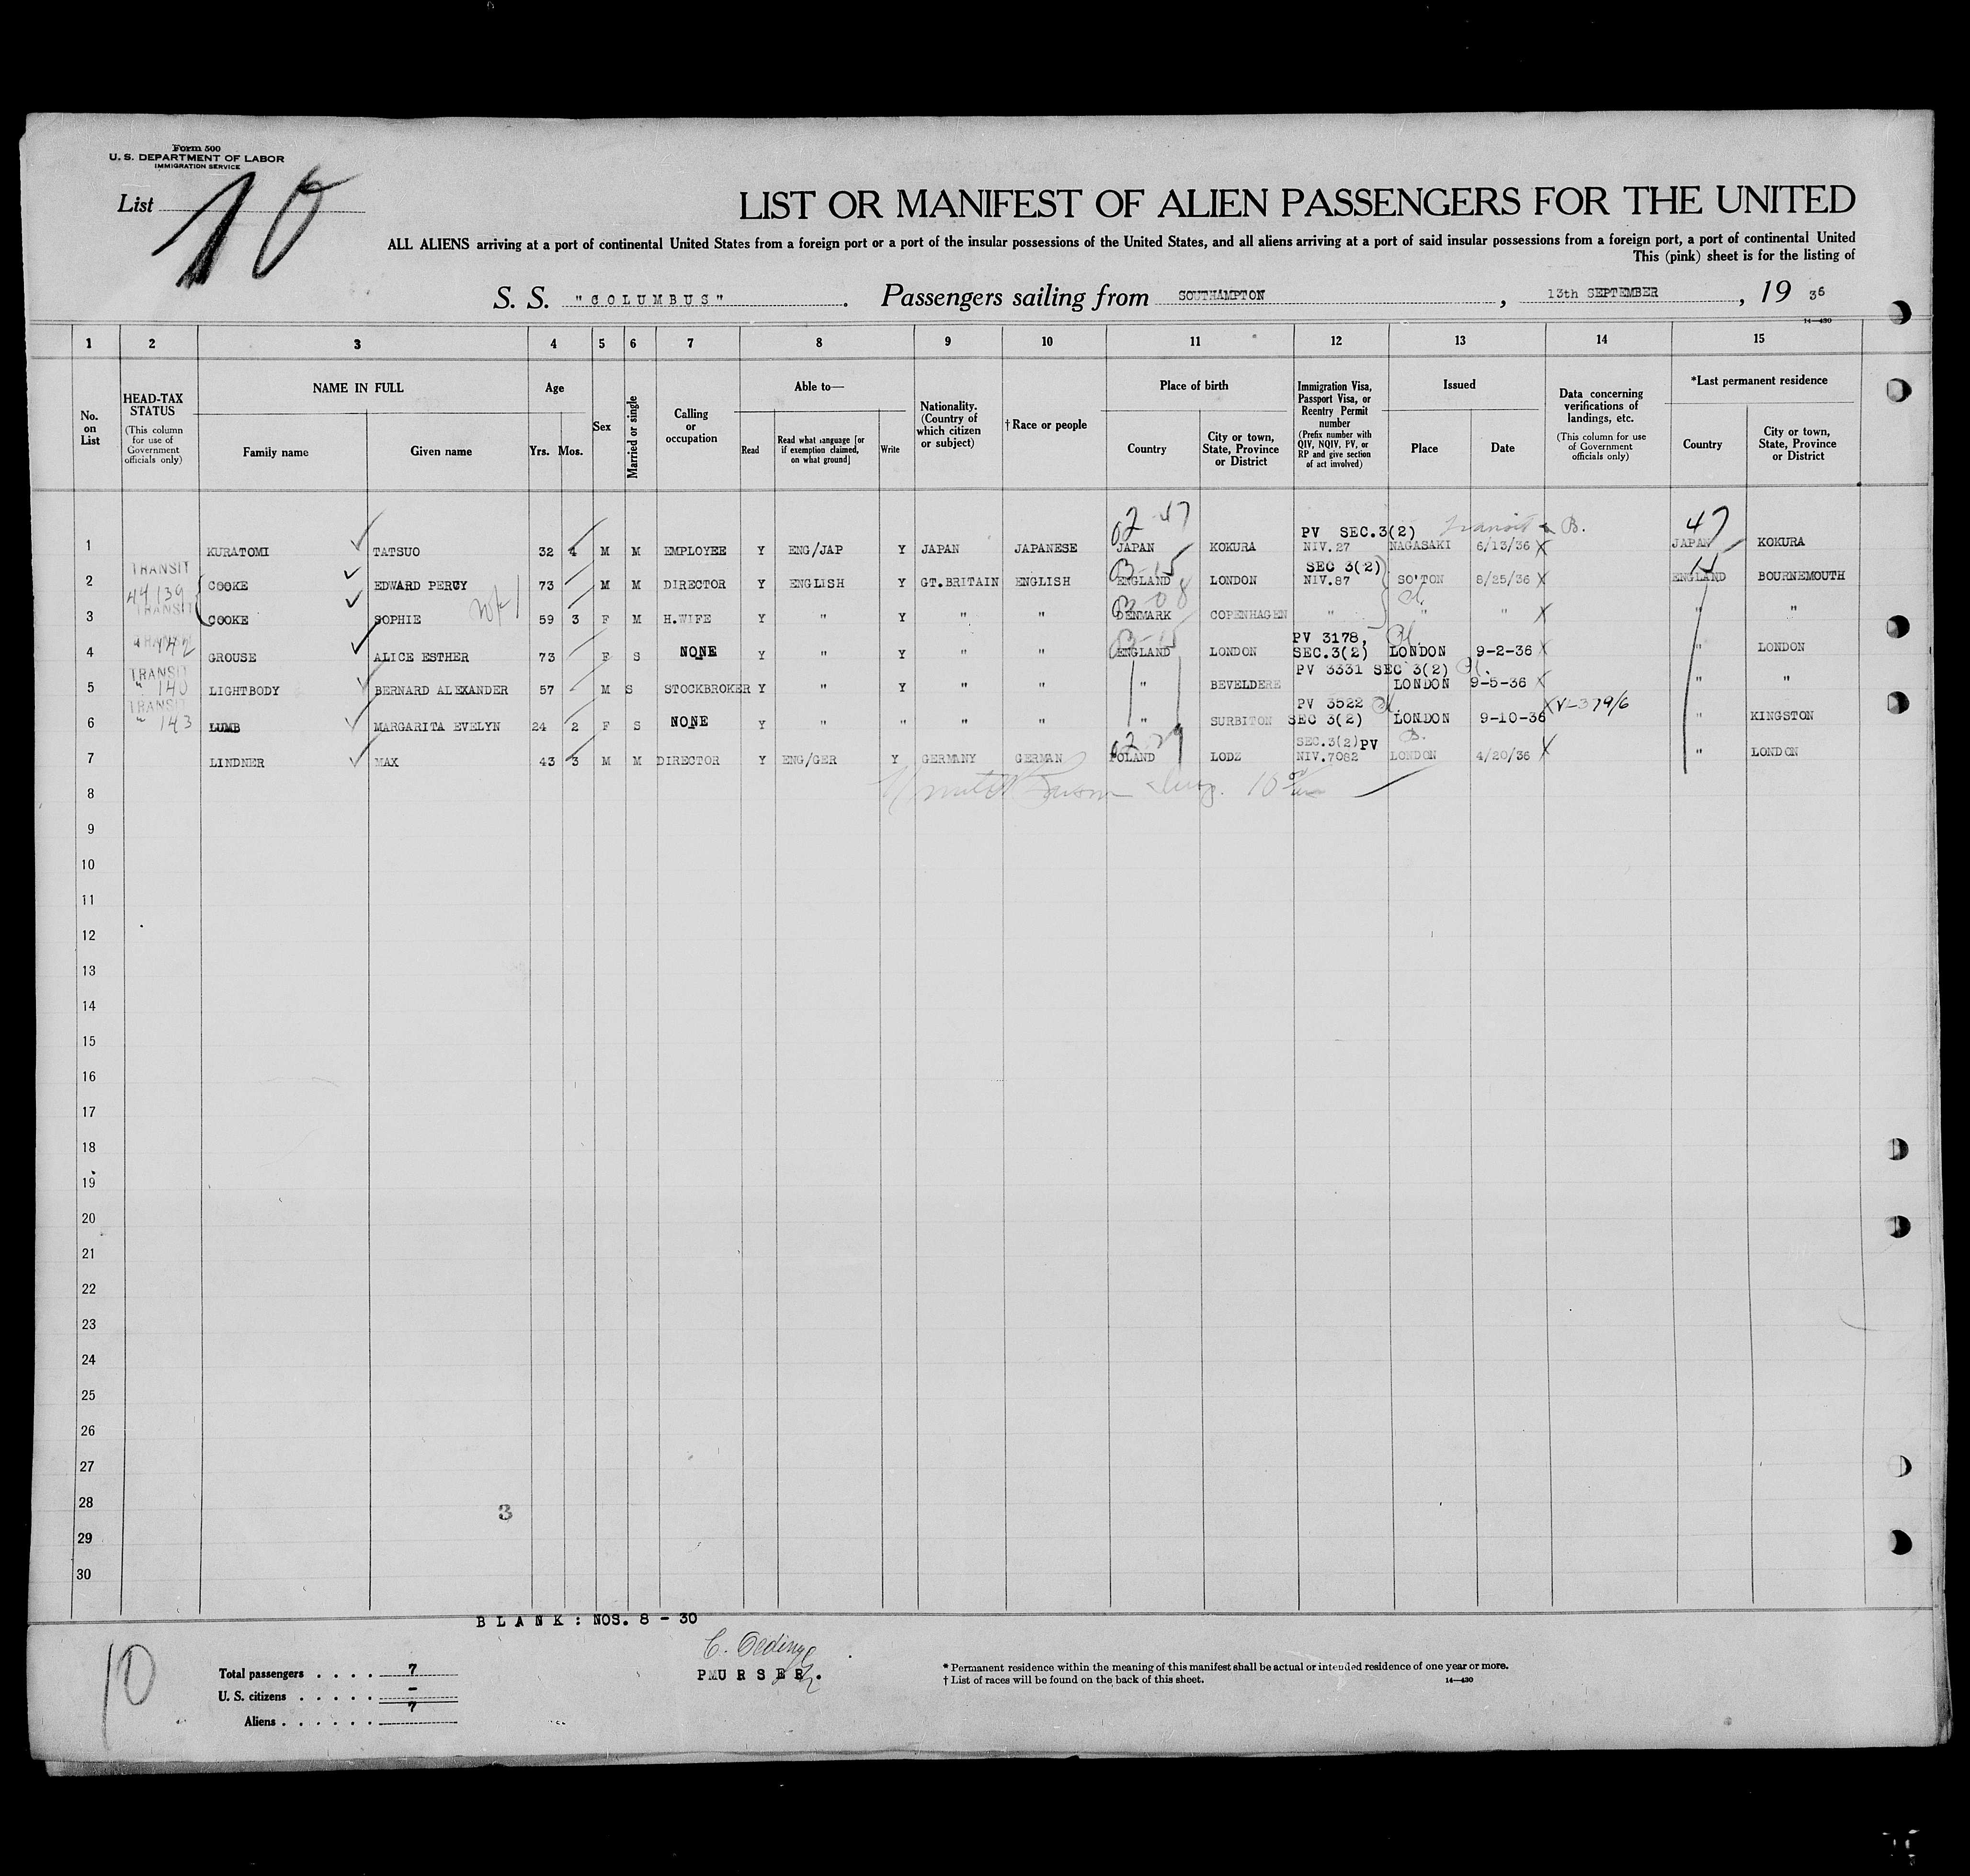 Form 500
U. S. DEPARTMENT OF LABOR
IMMIGRATION SERVICE
List 10
LIST OR MANIFEST OF ALIEN PASSENGERS FOR THE UNITED
ALL ALIENS arriving at a port of continental United States from a foreign port or a port of the insular possessions of the United States, and all aliens arriving at a port of said insular possessions from a foreign port, a port of continental United
This (pink) sheet is for the listing of
S. S. "COLUMBUS". Passengers sailing from SOUTHAMPTON, 13th SEPTEMBER, 19 36
14—430
1 2 3 4 5 6 7 8 9 10 11 12 13 14 15
No. on List
HEAD-TAX STATUS (This column for use of Government officials only)
NAME IN FULL Family name Given name
Age Yrs. Mos.
Sex
Married or single
Calling or occupation
Able to— Read Read what language [or if exemption claimed, on what ground] Write
Nationality. (Country of which citizen or subject)
†Race or people
Place of birth Country City or town, State, Province or District
Immigration Visa, Passport Visa, or Reentry Permit number (Prefix number with QIV, NQIV, PV, or RP and give section of act involved)
Issued Place Date
Data concerning verifications of landings, etc. (This column for use of Government officials only)
*Last permanent residence Country City or town, State, Province or District
02 47 PV SEC.3(2) Transit B. 47
1 KURATOMI TATSUO 32 4 M M EMPLOYEE Y ENG/JAP Y JAPAN JAPANESE JAPAN KOKURA NIV.27 NAGASAKI 6/13/36 X JAPAN KOKURA
TRANSIT B-15 SEC 3(2)
2 COOKE EDWARD PERCY 73 M M DIRECTOR Y ENGLISH Y GT.BRITAIN ENGLISH ENGLAND LONDON NIV.87 SO'TON 8/25/36 X ENGLAND BOURNEMOUTH
44139 TRANSIT B-08
3 COOKE SOPHIE 59 3 F M H.WIFE Y " Y " " DENMARK COPENHAGEN " " " X " "
B-15 PV 3178,
4 GROUSE ALICE ESTHER 73 F S NONE Y " Y " " ENGLAND LONDON SEC.3(2) LONDON 9-2-36 X " LONDON
TRANSIT PV 3331 SEC 3(2)
5 " 140 LIGHTBODY BERNARD ALEXANDER 57 M S STOCKBROKER Y " Y " " " BEVELDERE LONDON 9-5-36 X " "
TRANSIT PV 3522
6 " 143 LUMB MARGARITA EVELYN 24 2 F S NONE Y " " " " " SURBITON SEC 3(2) LONDON 9-10-36 X " KINGSTON
SEC.3(2)PV B.
7 LINDNER MAX 43 3 M M DIRECTOR Y ENG/GER Y GERMANY GERMAN POLAND LODZ NIV.7082 LONDON 4/20/36 X " LONDON
8
9
10
11
12
13
14
15
16
17
18
19
20
21
22
23
24
25
26
27
28
3
29
30
BLANK: NOS. 8 - 30
10
PURSER.
Total passengers . . . . 7
U. S. citizens . . . . . -
Aliens . . . . . . 7
* Permanent residence within the meaning of this manifest shall be actual or intended residence of one year or more.
† List of races will be found on the back of this sheet.
14—430